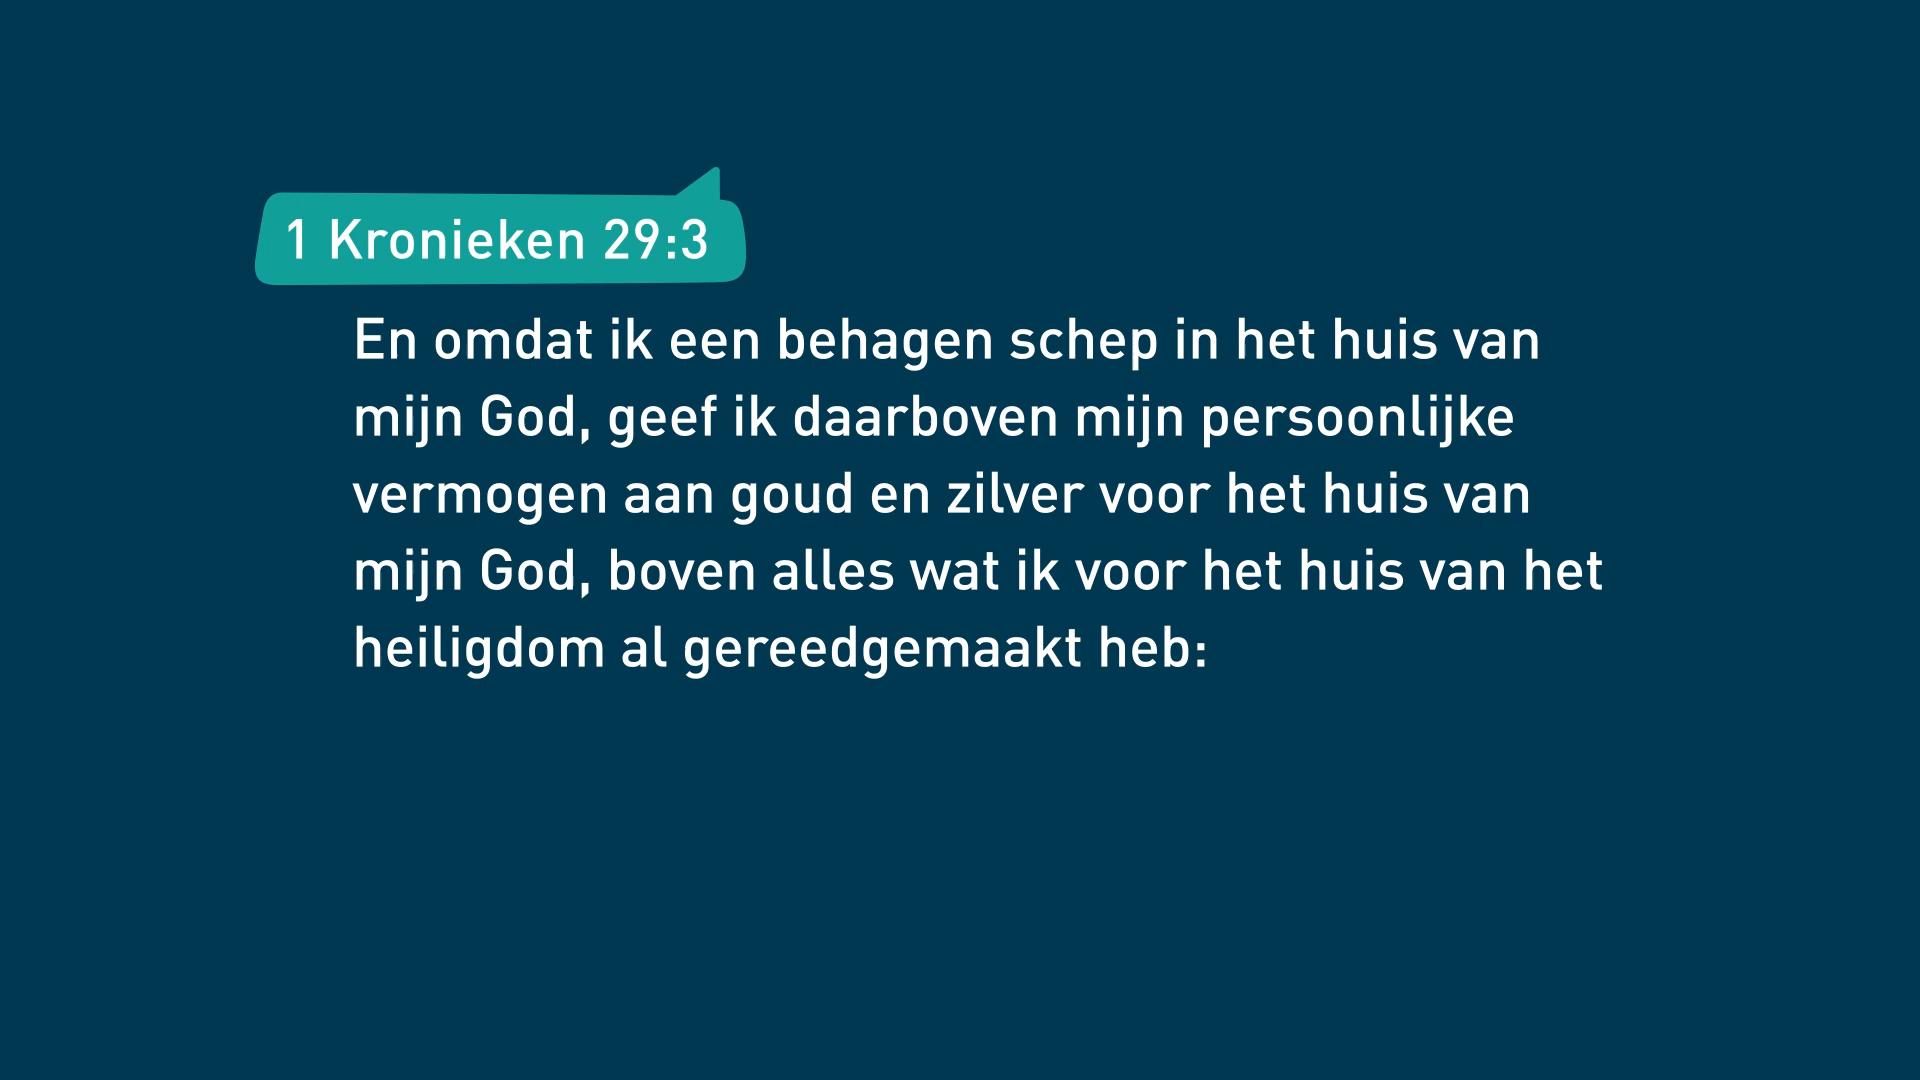 1 Kronieken 29:3
En omdat ik een behagen schep in het huis van
mijn God, geef ik daarboven mijn persoonlijke
vermogen aan goud en zilver voor het huis van
mijn God, boven alles wat ik voor het huis van het
heiligdom al gereedgemaakt heb: